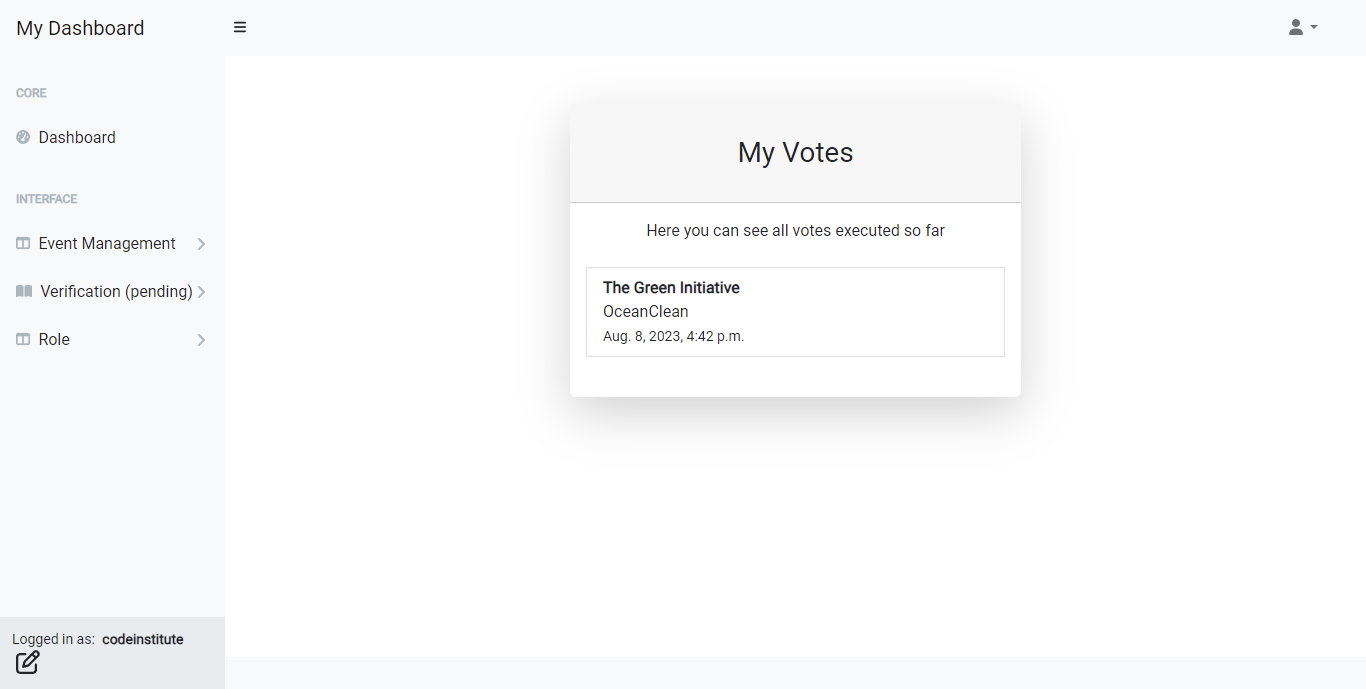 My Dashboard
CORE
Dashboard
INTERFACE
Event Management
Verification (pending)
Role
Logged in as: codeinstitute
My Votes
Here you can see all votes executed so far
The Green Initiative
OceanClean
Aug. 8, 2023, 4:42 p.m.